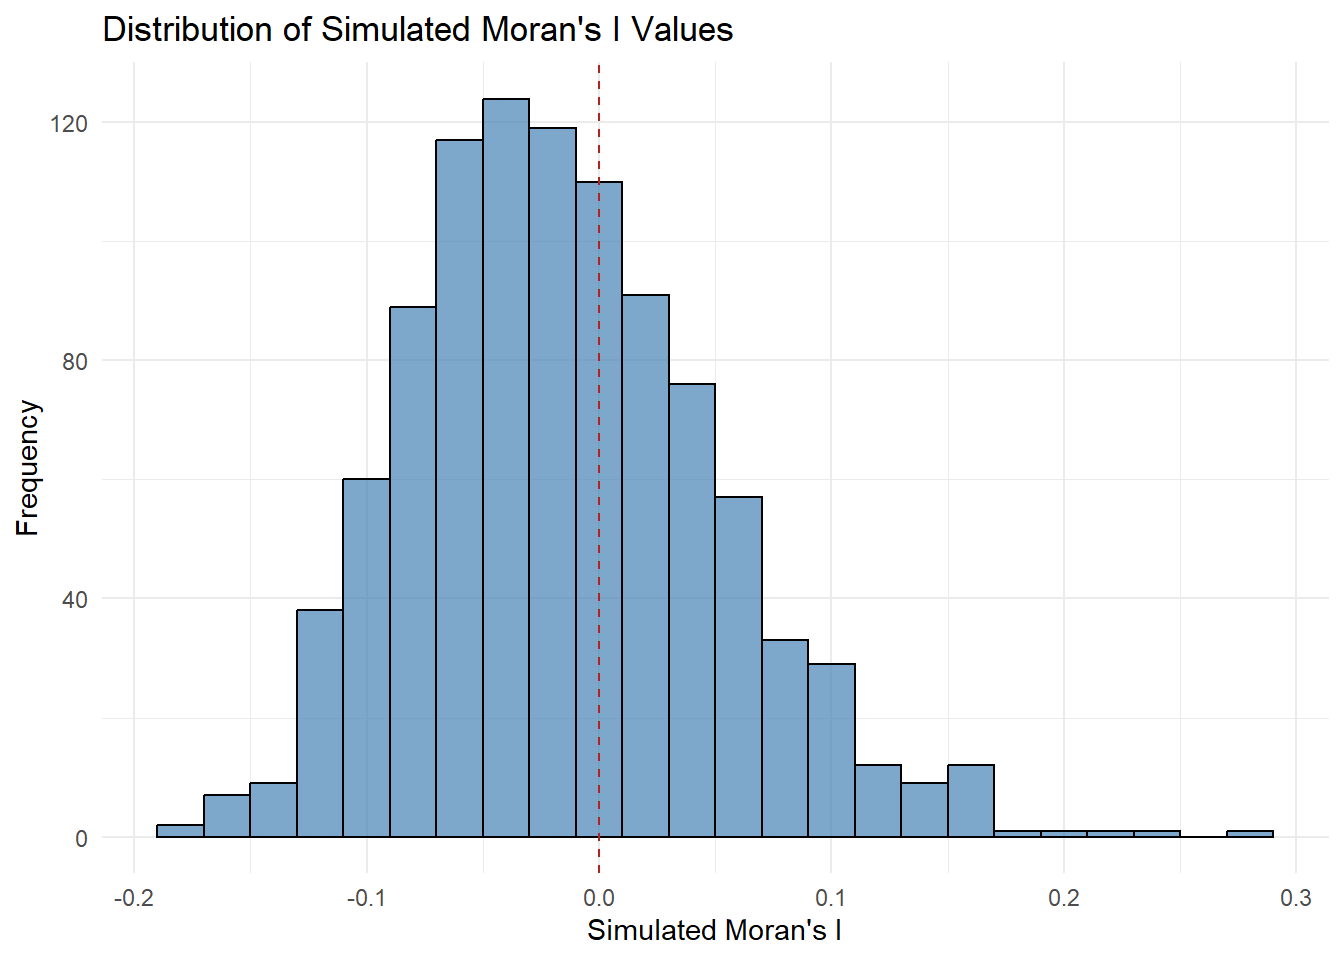 Distribution of Simulated Moran's I Values
120
80
40
0
Frequency
-0.2 -0.1 0.0 0.1 0.2 0.3
Simulated Moran's I